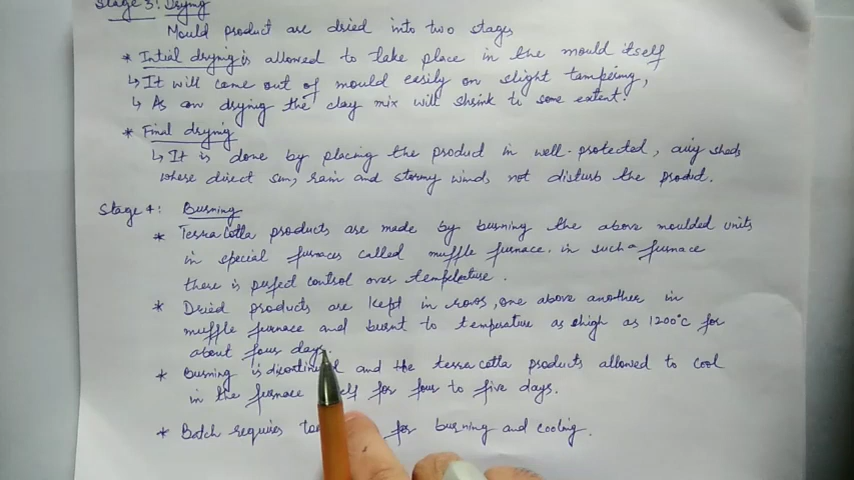 Stage 3: Drying
Mould product are dried into two stages
* Intial drying is allowed to take place in the mould itself
↳ It will come out of mould easily on slight tampering,
↳ As on drying the clay mix will shrink to some extent.
* Final drying
↳ It is done by placing the product in well-protected, airy sheds
where direct sun, rain and stormy winds not disturb the product.
Stage 4: Burning
* Terra Cotta products are made by burning the above moulded units
in special furnaces called muffle furnace. in such a furnace
there is perfect control over temperature.
* Dried products are kept in rows, one above another in
muffle furnace and burnt to temperature as high as 1200°C for
about four days
* Burning is and the terra cotta products allowed to cool
in the furnace for four to five days.
* Batch requires for burning and cooling.